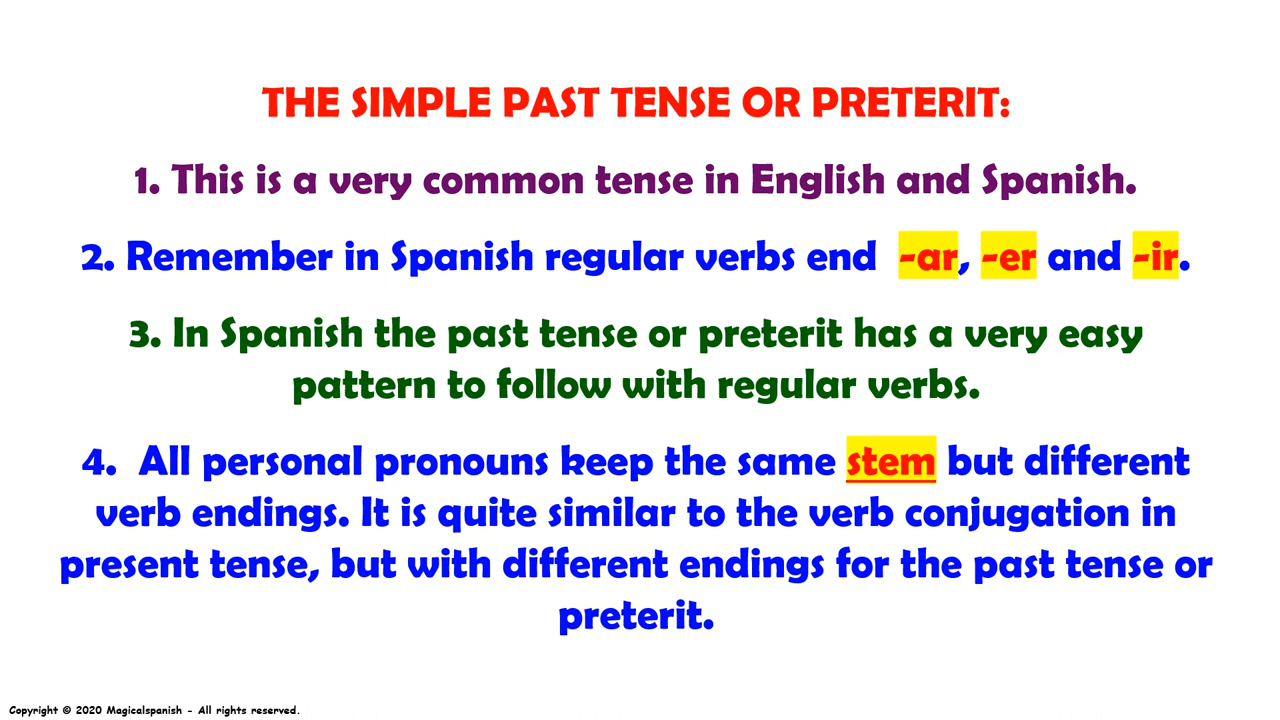 THE SIMPLE PAST TENSE OR PRETERIT:
1. This is a very common tense in English and Spanish.
2. Remember in Spanish regular verbs end -ar, -er and -ir.
3. In Spanish the past tense or preterit has a very easy
pattern to follow with regular verbs.
4. All personal pronouns keep the same stem but different
verb endings. It is quite similar to the verb conjugation in
present tense, but with different endings for the past tense or
preterit.
Copyright © 2020 Magicalspanish - All rights reserved.